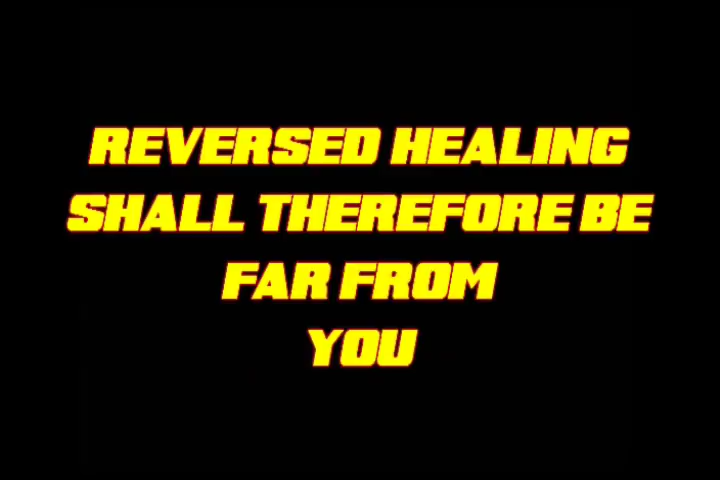 REVERSED HEALING
SHALL THEREFORE BE
FAR FROM
YOU